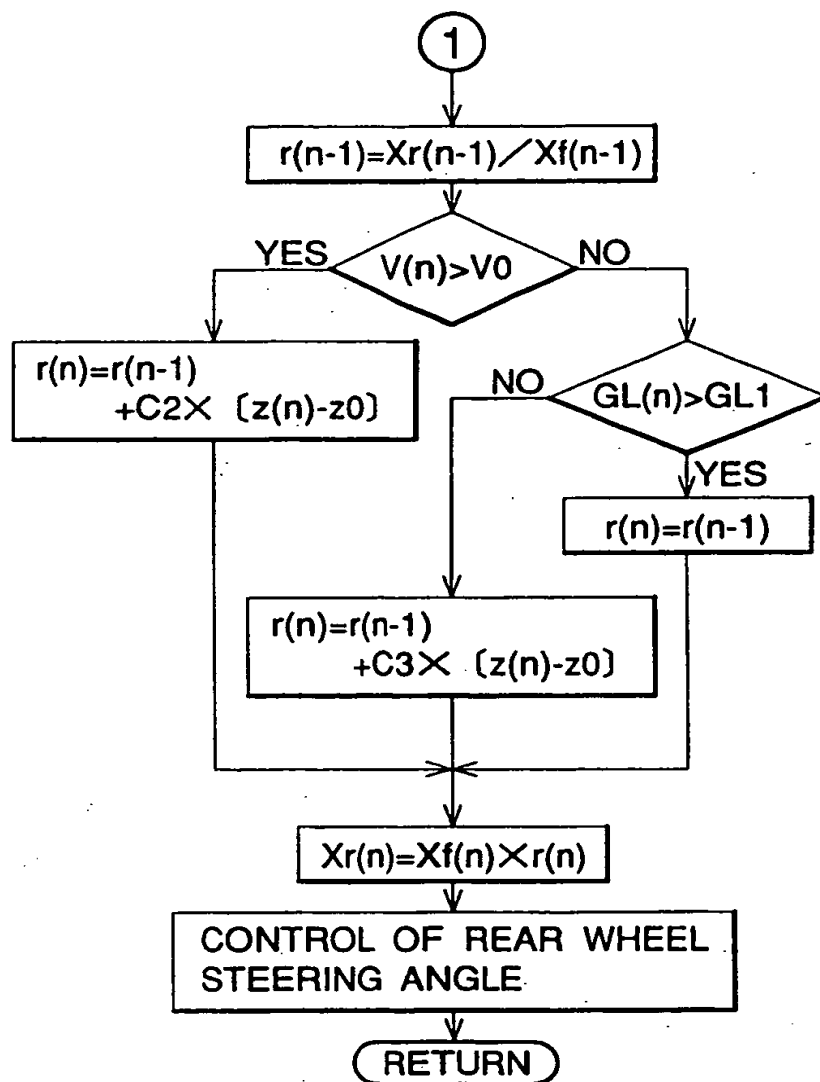 1
r(n-1)=Xr(n-1)／Xf(n-1)
YES
V(n)>V0
NO
r(n)=r(n-1)
+C2× [z(n)-z0]
NO
GL(n)>GL1
YES
r(n)=r(n-1)
r(n)=r(n-1)
+C3× [z(n)-z0]
Xr(n)=Xf(n)×r(n)
CONTROL OF REAR WHEEL
STEERING ANGLE
RETURN